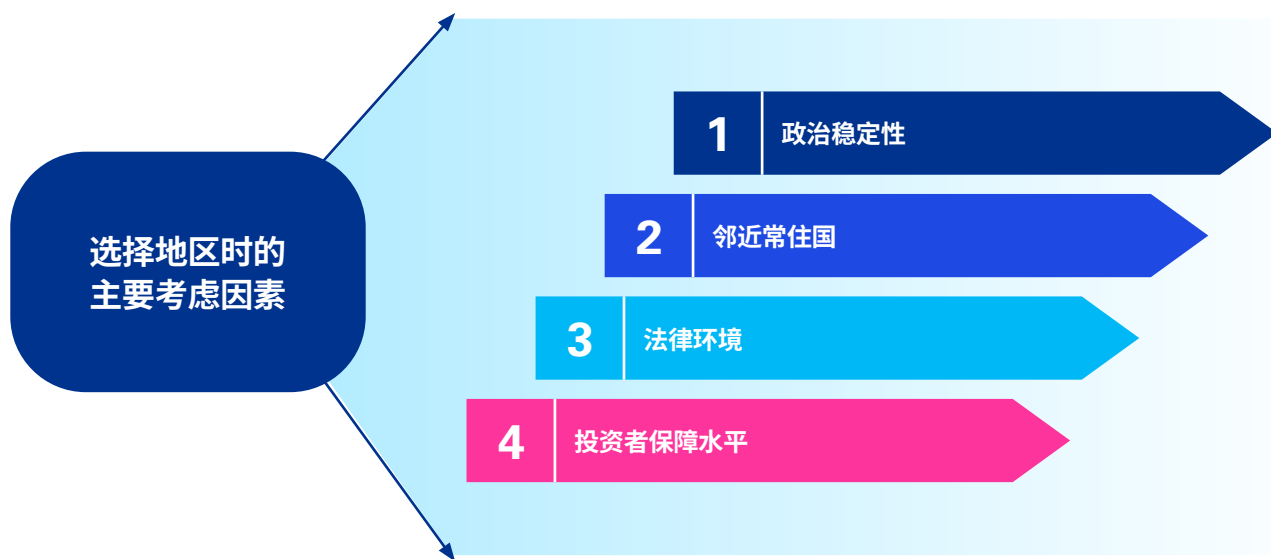 选择地区时的
主要考虑因素
1 政治稳定性
2 邻近常住国
3 法律环境
4 投资者保障水平